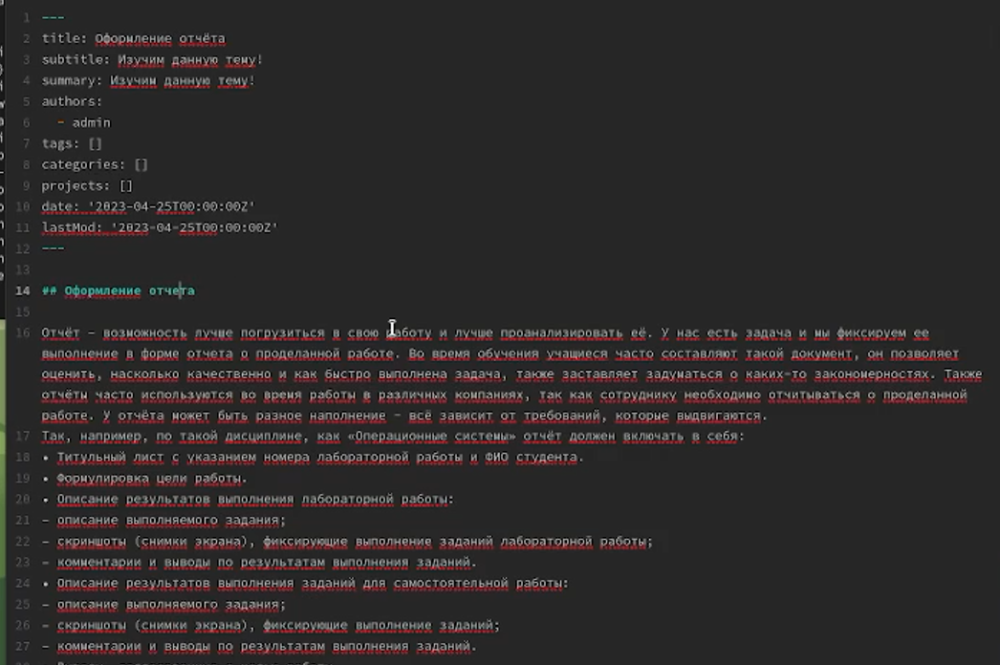 1 ---
2 title: Оформление отчёта
3 subtitle: Изучим данную тему!
4 summary: Изучим данную тему!
5 authors:
6 - admin
7 tags: []
8 categories: []
9 projects: []
10 date: '2023-04-25T00:00:00Z'
11 lastMod: '2023-04-25T00:00:00Z'
12 ---
13
14 ## Оформление отчета
15
16 Отчёт – возможность лучше погрузиться в свою работу и лучше проанализировать её. У нас есть задача и мы фиксируем ее
выполнение в форме отчета о проделанной работе. Во время обучения учащиеся часто составляют такой документ, он позволяет
оценить, насколько качественно и как быстро выполнена задача, также заставляет задуматься о каких-то закономерностях. Также
отчёты часто используются во время работы в различных компаниях, так как сотруднику необходимо отчитываться о проделанной
работе. У отчёта может быть разное наполнение – всё зависит от требований, которые выдвигаются.
17 Так, например, по такой дисциплине, как «Операционные системы» отчёт должен включать в себя:
18 • Титульный лист с указанием номера лабораторной работы и ФИО студента.
19 • Формулировка цели работы.
20 • Описание результатов выполнения лабораторной работы:
21 – описание выполняемого задания;
22 – скриншоты (снимки экрана), фиксирующие выполнение заданий лабораторной работы;
23 – комментарии и выводы по результатам выполнения заданий.
24 • Описание результатов выполнения заданий для самостоятельной работы:
25 – описание выполняемого задания;
26 – скриншоты (снимки экрана), фиксирующие выполнение заданий;
27 – комментарии и выводы по результатам выполнения заданий.